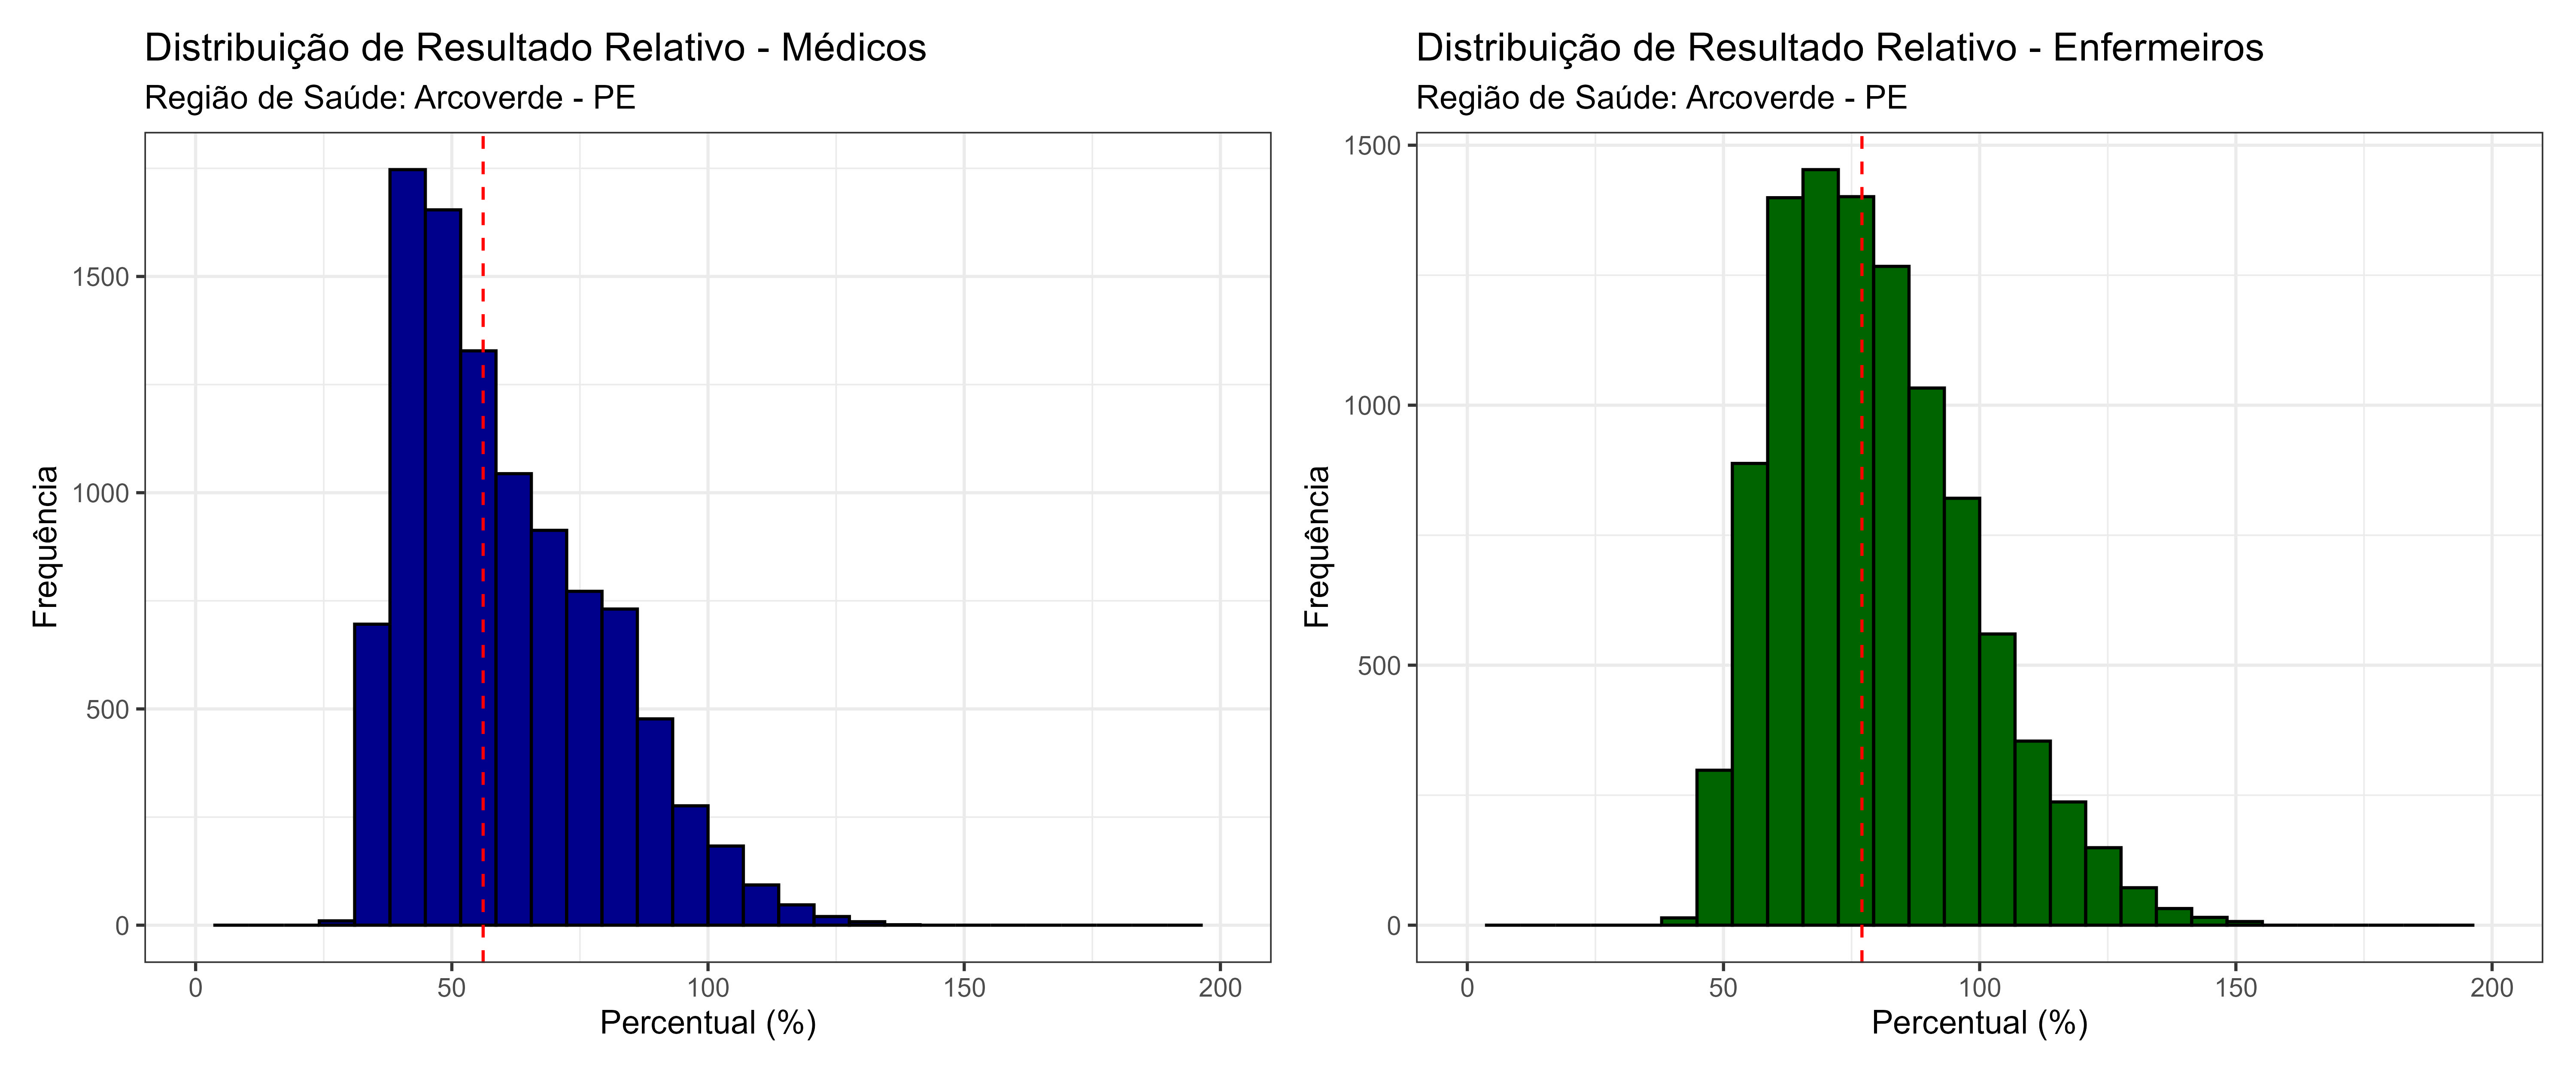 Distribuição de Resultado Relativo - Médicos
Região de Saúde: Arcoverde - PE
1500
1000
500
0
Frequência
0 50 100 150 200
Percentual (%)
Distribuição de Resultado Relativo - Enfermeiros
Região de Saúde: Arcoverde - PE
1500
1000
500
0
Frequência
0 50 100 150 200
Percentual (%)